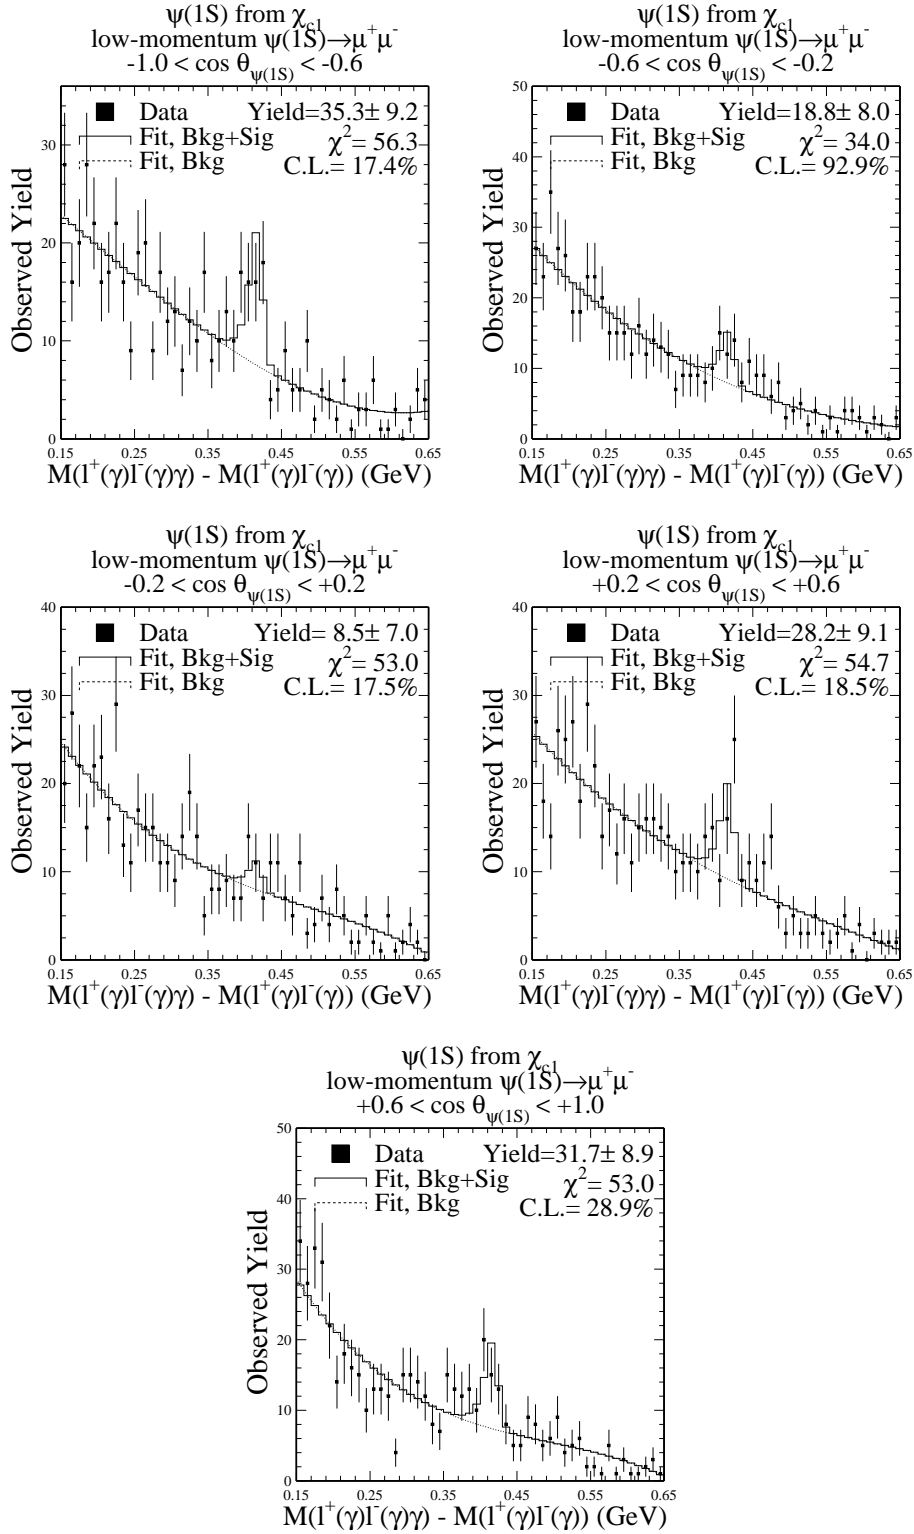 ψ(1S) from χc1
low-momentum ψ(1S)→μ⁺μ⁻
-1.0 < cos θψ(1S) < -0.6
Data Yield=35.3± 9.2
Fit, Bkg+Sig χ²= 56.3
Fit, Bkg C.L.= 17.4%
Observed Yield
30
20
10
0
0.15 0.25 0.35 0.45 0.55 0.65
M(l⁺(γ)l⁻(γ)γ) - M(l⁺(γ)l⁻(γ)) (GeV)
ψ(1S) from χc1
low-momentum ψ(1S)→μ⁺μ⁻
-0.6 < cos θψ(1S) < -0.2
Data Yield=18.8± 8.0
Fit, Bkg+Sig χ²= 34.0
Fit, Bkg C.L.= 92.9%
Observed Yield
50
40
30
20
10
0
0.15 0.25 0.35 0.45 0.55 0.65
M(l⁺(γ)l⁻(γ)γ) - M(l⁺(γ)l⁻(γ)) (GeV)
ψ(1S) from χc1
low-momentum ψ(1S)→μ⁺μ⁻
-0.2 < cos θψ(1S) < +0.2
Data Yield= 8.5± 7.0
Fit, Bkg+Sig χ²= 53.0
Fit, Bkg C.L.= 17.5%
Observed Yield
40
30
20
10
0
0.15 0.25 0.35 0.45 0.55 0.65
M(l⁺(γ)l⁻(γ)γ) - M(l⁺(γ)l⁻(γ)) (GeV)
ψ(1S) from χc1
low-momentum ψ(1S)→μ⁺μ⁻
+0.2 < cos θψ(1S) < +0.6
Data Yield=28.2± 9.1
Fit, Bkg+Sig χ²= 54.7
Fit, Bkg C.L.= 18.5%
Observed Yield
40
30
20
10
0
0.15 0.25 0.35 0.45 0.55 0.65
M(l⁺(γ)l⁻(γ)γ) - M(l⁺(γ)l⁻(γ)) (GeV)
ψ(1S) from χc1
low-momentum ψ(1S)→μ⁺μ⁻
+0.6 < cos θψ(1S) < +1.0
Data Yield=31.7± 8.9
Fit, Bkg+Sig χ²= 53.0
Fit, Bkg C.L.= 28.9%
Observed Yield
50
40
30
20
10
0
0.15 0.25 0.35 0.45 0.55 0.65
M(l⁺(γ)l⁻(γ)γ) - M(l⁺(γ)l⁻(γ)) (GeV)